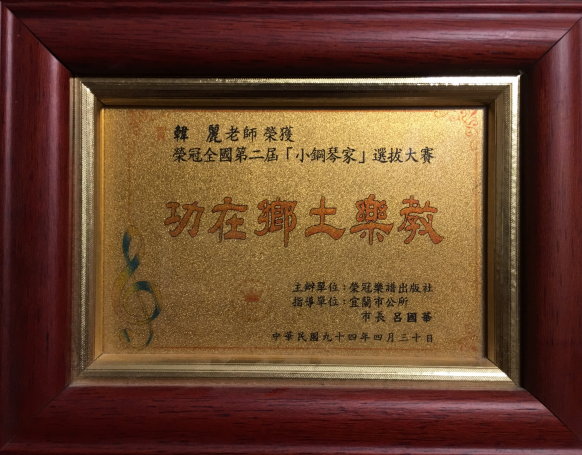 韓 麗老師 榮獲
榮冠全國第二屆「小鋼琴家」選拔大賽
功在鄉土樂教
主辦單位：榮冠樂譜出版社
指導單位：宜蘭市公所
市長 呂國華
中華民國九十四年四月三十日